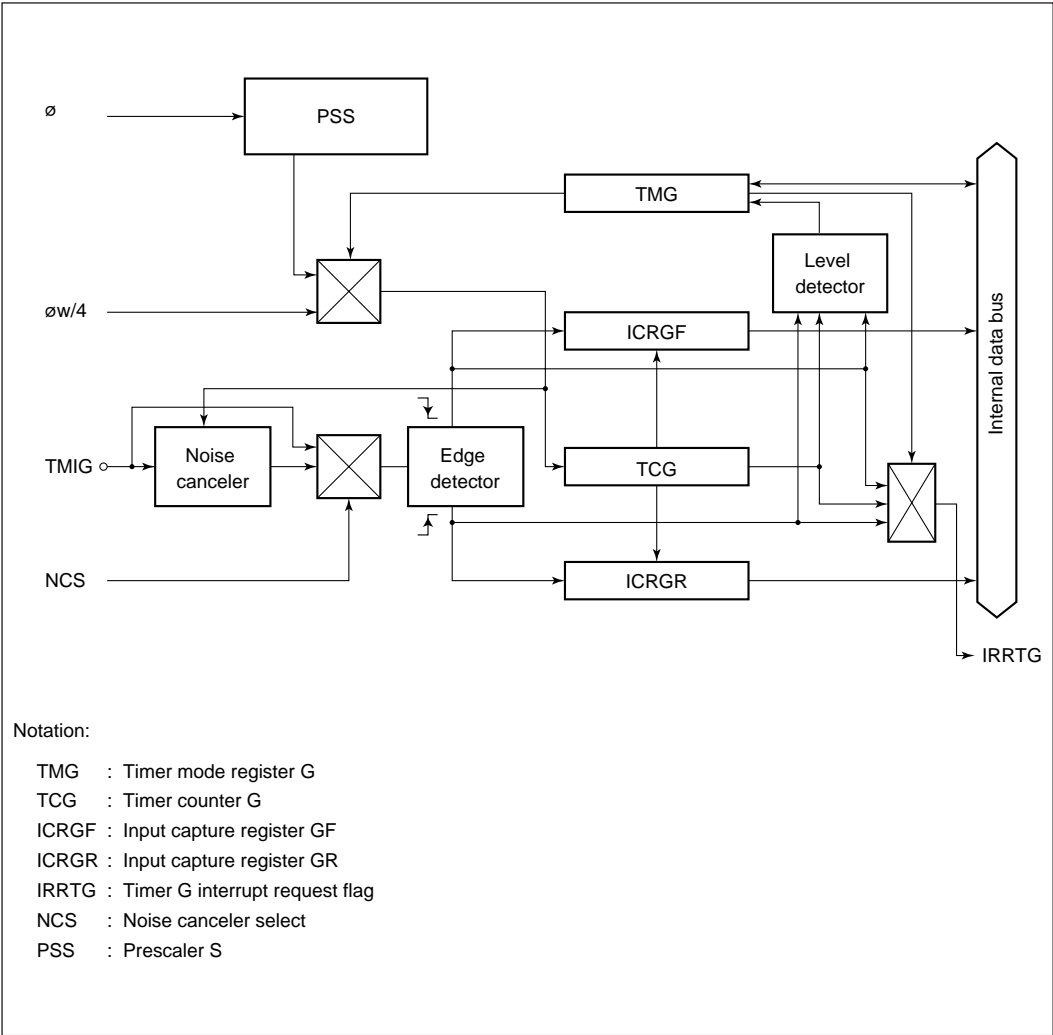 ø
PSS
TMG
Level
detector
øw/4
ICRGF
Internal data bus
TMIG
Noise
canceler
Edge
detector
TCG
NCS
ICRGR
IRRTG
Notation:
TMG : Timer mode register G
TCG : Timer counter G
ICRGF : Input capture register GF
ICRGR : Input capture register GR
IRRTG : Timer G interrupt request flag
NCS : Noise canceler select
PSS : Prescaler S